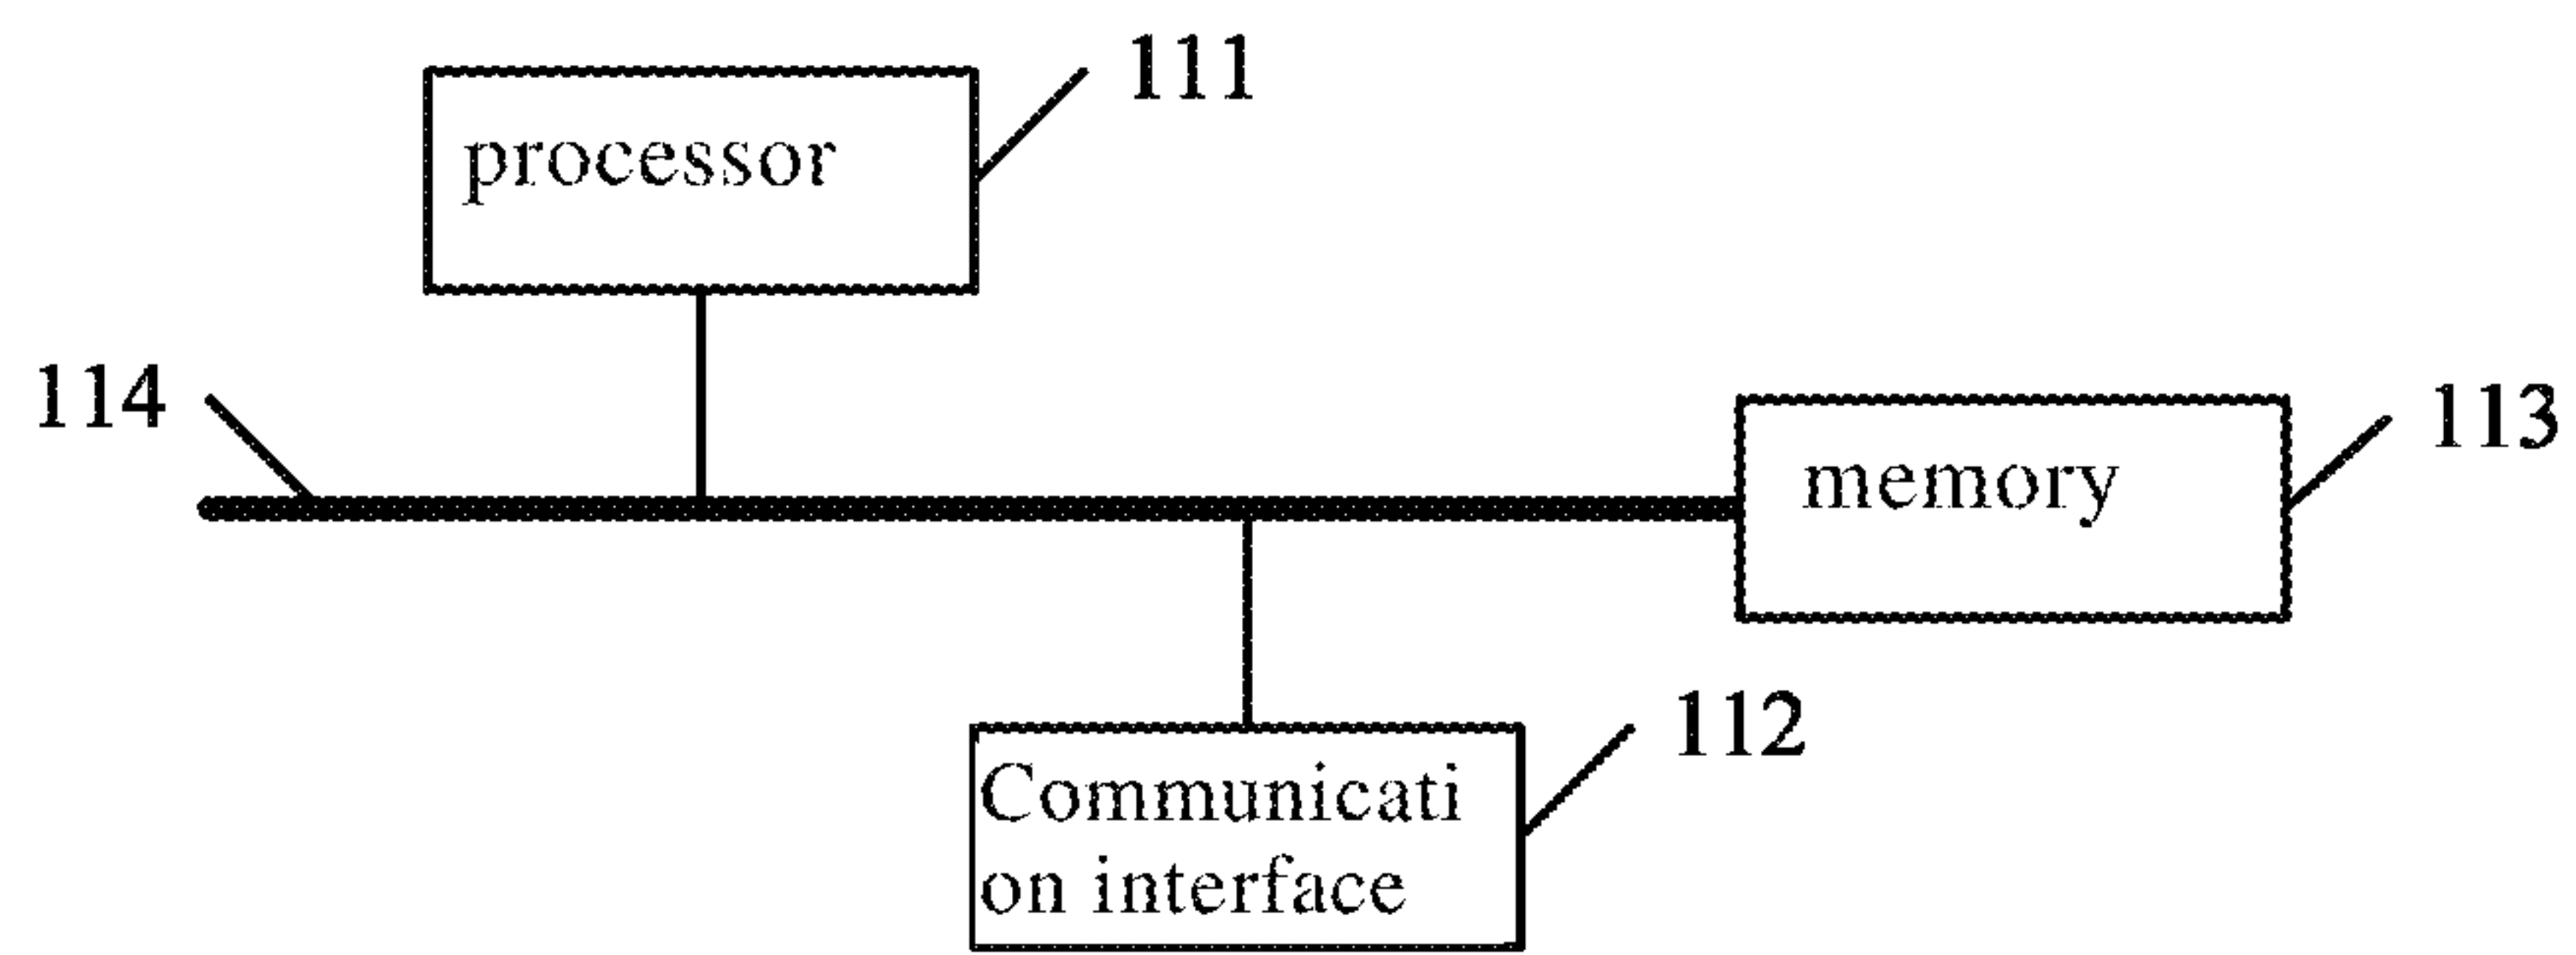 111
processor
114
113
memory
112
Communicati
on interface